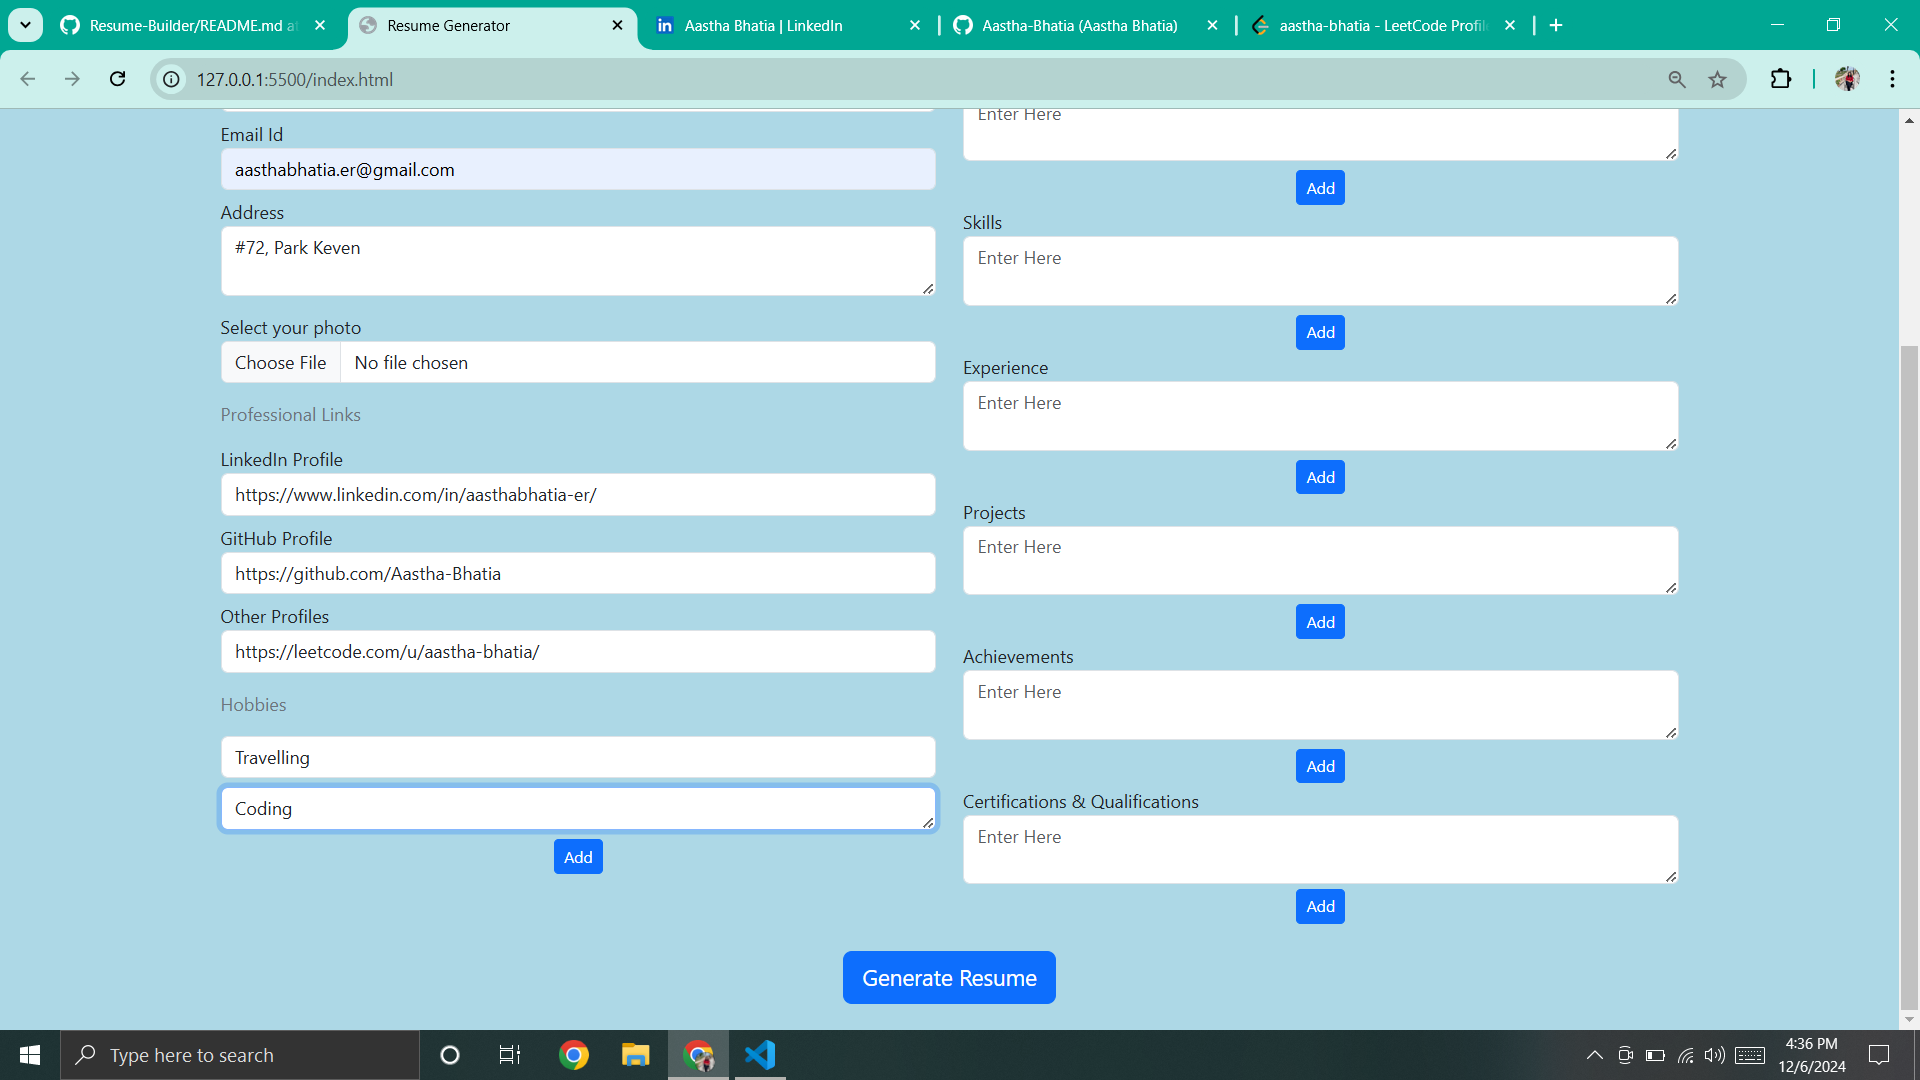 Resume-Builder/README.md at
Resume Generator
Aastha Bhatia | LinkedIn
Aastha-Bhatia (Aastha Bhatia)
aastha-bhatia - LeetCode Profile
127.0.0.1:5500/index.html
Email Id
aasthabhatia.er@gmail.com
Address
#72, Park Keven
Select your photo
Choose File No file chosen
Professional Links
LinkedIn Profile
https://www.linkedin.com/in/aasthabhatia-er/
GitHub Profile
https://github.com/Aastha-Bhatia
Other Profiles
https://leetcode.com/u/aastha-bhatia/
Hobbies
Travelling
Coding
Add
Enter Here
Add
Skills
Enter Here
Add
Experience
Enter Here
Add
Projects
Enter Here
Add
Achievements
Enter Here
Add
Certifications & Qualifications
Enter Here
Add
Generate Resume
Type here to search
4:36 PM
12/6/2024